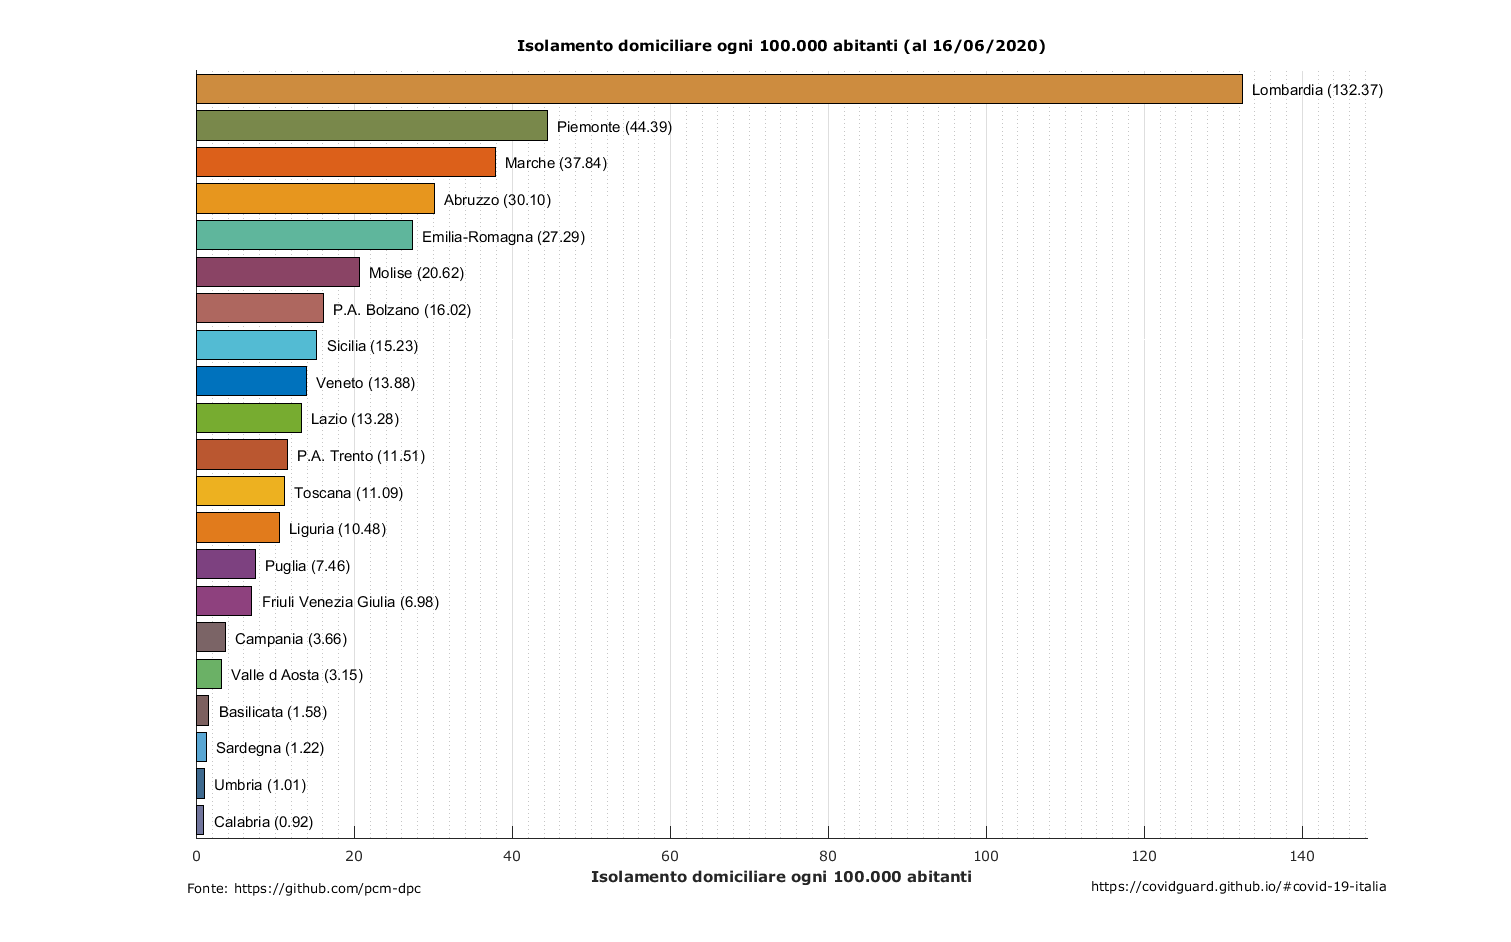 Isolamento domiciliare ogni 100.000 abitanti (al 16/06/2020)
Lombardia (132.37)
Piemonte (44.39)
Marche (37.84)
Abruzzo (30.10)
Emilia-Romagna (27.29)
Molise (20.62)
P.A. Bolzano (16.02)
Sicilia (15.23)
Veneto (13.88)
Lazio (13.28)
P.A. Trento (11.51)
Toscana (11.09)
Liguria (10.48)
Puglia (7.46)
Friuli Venezia Giulia (6.98)
Campania (3.66)
Valle d Aosta (3.15)
Basilicata (1.58)
Sardegna (1.22)
Umbria (1.01)
Calabria (0.92)
0 20 40 60 80 100 120 140
Isolamento domiciliare ogni 100.000 abitanti
Fonte: https://github.com/pcm-dpc
https://covidguard.github.io/#covid-19-italia